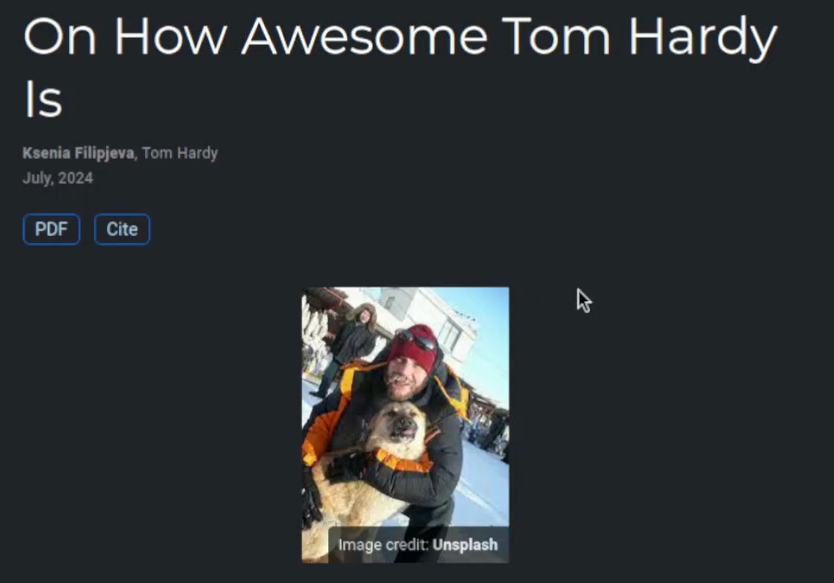 On How Awesome Tom Hardy
Is
Ksenia Filipjeva, Tom Hardy
July, 2024
PDF Cite
Image credit: Unsplash